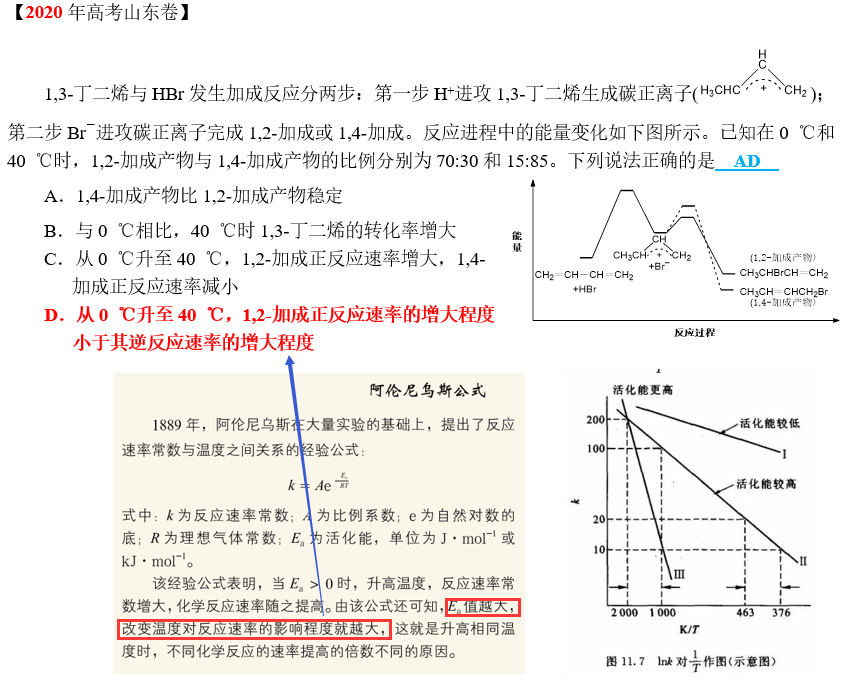 【2020 年高考山东卷】
H
C
1,3-丁二烯与 HBr 发生加成反应分两步：第一步 H⁺进攻 1,3-丁二烯生成碳正离子( H₃CHC + CH₂ )；
第二步 Br⁻进攻碳正离子完成 1,2-加成或 1,4-加成。反应进程中的能量变化如下图所示。已知在 0 ℃和
40 ℃时，1,2-加成产物与 1,4-加成产物的比例分别为 70:30 和 15:85。下列说法正确的是 AD
A．1,4-加成产物比 1,2-加成产物稳定
B．与 0 ℃相比，40 ℃时 1,3-丁二烯的转化率增大
C．从 0 ℃升至 40 ℃，1,2-加成正反应速率增大，1,4-
加成正反应速率减小
D．从 0 ℃升至 40 ℃，1,2-加成正反应速率的增大程度
小于其逆反应速率的增大程度
能量
CH
CH₃CH + CH₂
+Br⁻
CH₂=CH－CH=CH₂
+HBr
(1,2-加成产物)
CH₃CHBrCH=CH₂
CH₃CH=CHCH₂Br
(1,4-加成产物)
反应过程
阿伦尼乌斯公式
1889 年，阿伦尼乌斯在大量实验的基础上，提出了反应
速率常数与温度之间关系的经验公式：
k = Ae^(-Eₐ/RT)
式中：k 为反应速率常数；A 为比例系数；e 为自然对数的
底；R 为理想气体常数；Eₐ 为活化能，单位为 J·mol⁻¹ 或
kJ·mol⁻¹。
该经验公式表明，当 Eₐ > 0 时，升高温度，反应速率常
数增大，化学反应速率随之提高。由该公式还可知，Eₐ 值越大，
改变温度对反应速率的影响程度就越大，这就是升高相同温
度时，不同化学反应的速率提高的倍数不同的原因。
活化能更高
200
活化能较低
100
I
k
活化能较高
20
10
II
III
2 000 1 000 463 376
K/T
图 11.7 lnk 对 1/T 作图(示意图)